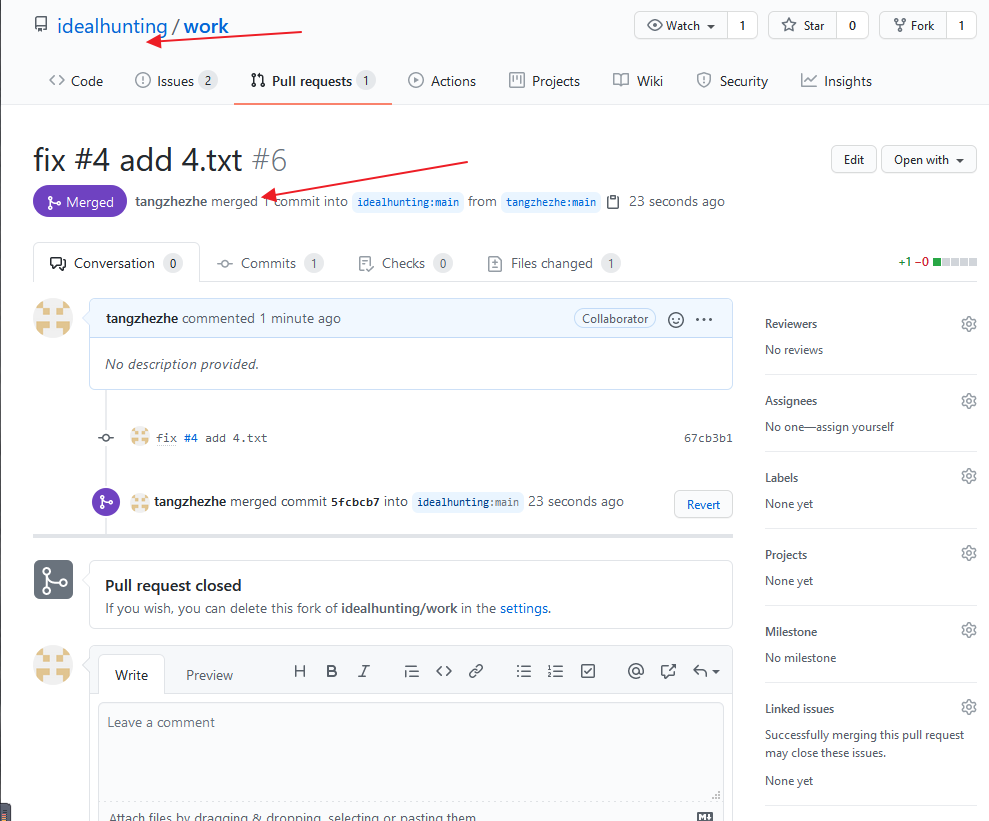 idealhunting / work
Watch 1 Star 0 Fork 1
Code Issues 2 Pull requests 1 Actions Projects Wiki Security Insights
fix #4 add 4.txt #6
Edit Open with
Merged tangzhezhe merged 1 commit into idealhunting:main from tangzhezhe:main 23 seconds ago
Conversation 0 Commits 1 Checks 0 Files changed 1
+1 −0
tangzhezhe commented 1 minute ago Collaborator
No description provided.
fix #4 add 4.txt 67cb3b1
tangzhezhe merged commit 5fcbcb7 into idealhunting:main 23 seconds ago Revert
Pull request closed
If you wish, you can delete this fork of idealhunting/work in the settings.
Write Preview
Leave a comment
Attach files by dragging & dropping, selecting or pasting them.
Reviewers
No reviews
Assignees
No one—assign yourself
Labels
None yet
Projects
None yet
Milestone
No milestone
Linked issues
Successfully merging this pull request
may close these issues.
None yet